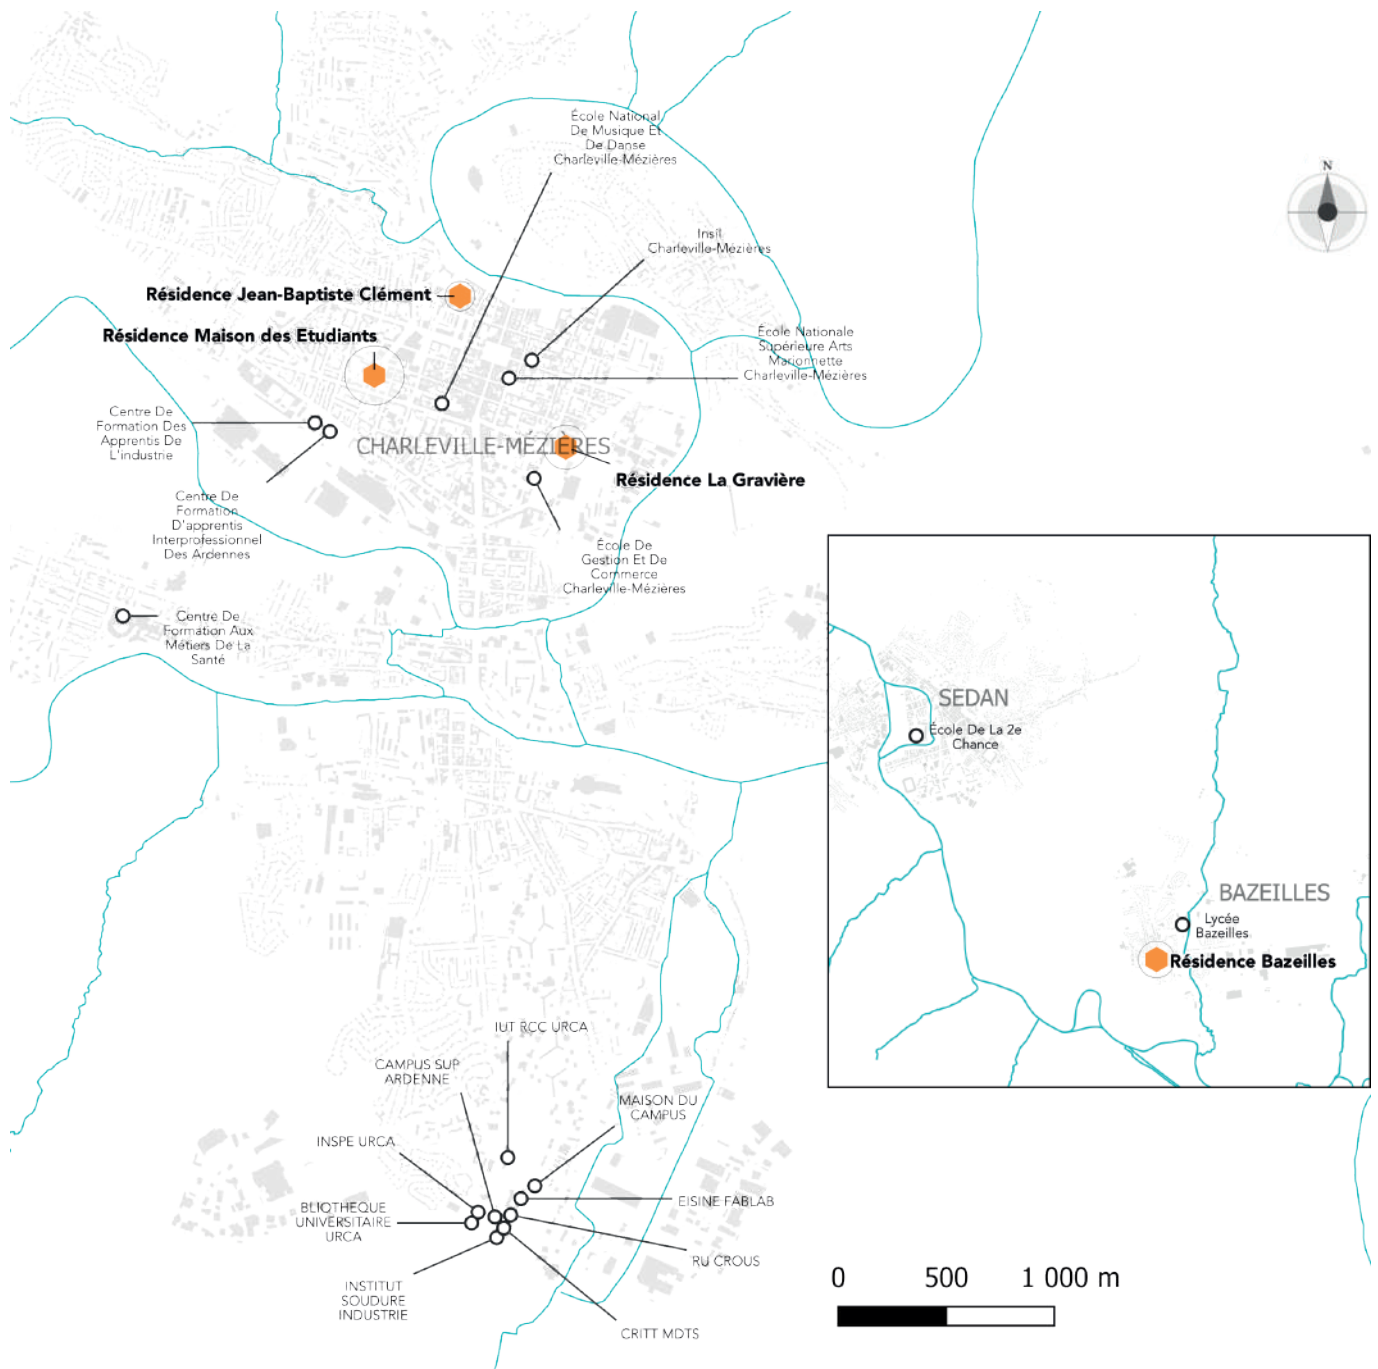 École National
De Musique Et
De Danse
Charleville-Mézières
N
Insil
Charleville-Mézières
Résidence Jean-Baptiste Clément
Résidence Maison des Etudiants
École Nationale
Supérieure Arts
Marionnette
Charleville-Mézières
Centre De
Formation Des
Apprentis De
L'industrie
CHARLEVILLE-MÉZIÈRES
Résidence La Gravière
Centre De
Formation
D'apprentis
Interprofessionnel
Des Ardennes
École De
Gestion Et De
Commerce
Charleville-Mézières
Centre De
Formation Aux
Métiers De La
Santé
SEDAN
École De La 2e
Chance
BAZEILLES
Lycée
Bazeilles
Résidence Bazeilles
IUT RCC URCA
CAMPUS SUP
ARDENNE
MAISON DU
CAMPUS
INSPE URCA
BLIOTHEQUE
UNIVERSITAIRE
URCA
EISINE FABLAB
RU CROUS
INSTITUT
SOUDURE
INDUSTRIE
CRITT MDTS
0 500 1 000 m